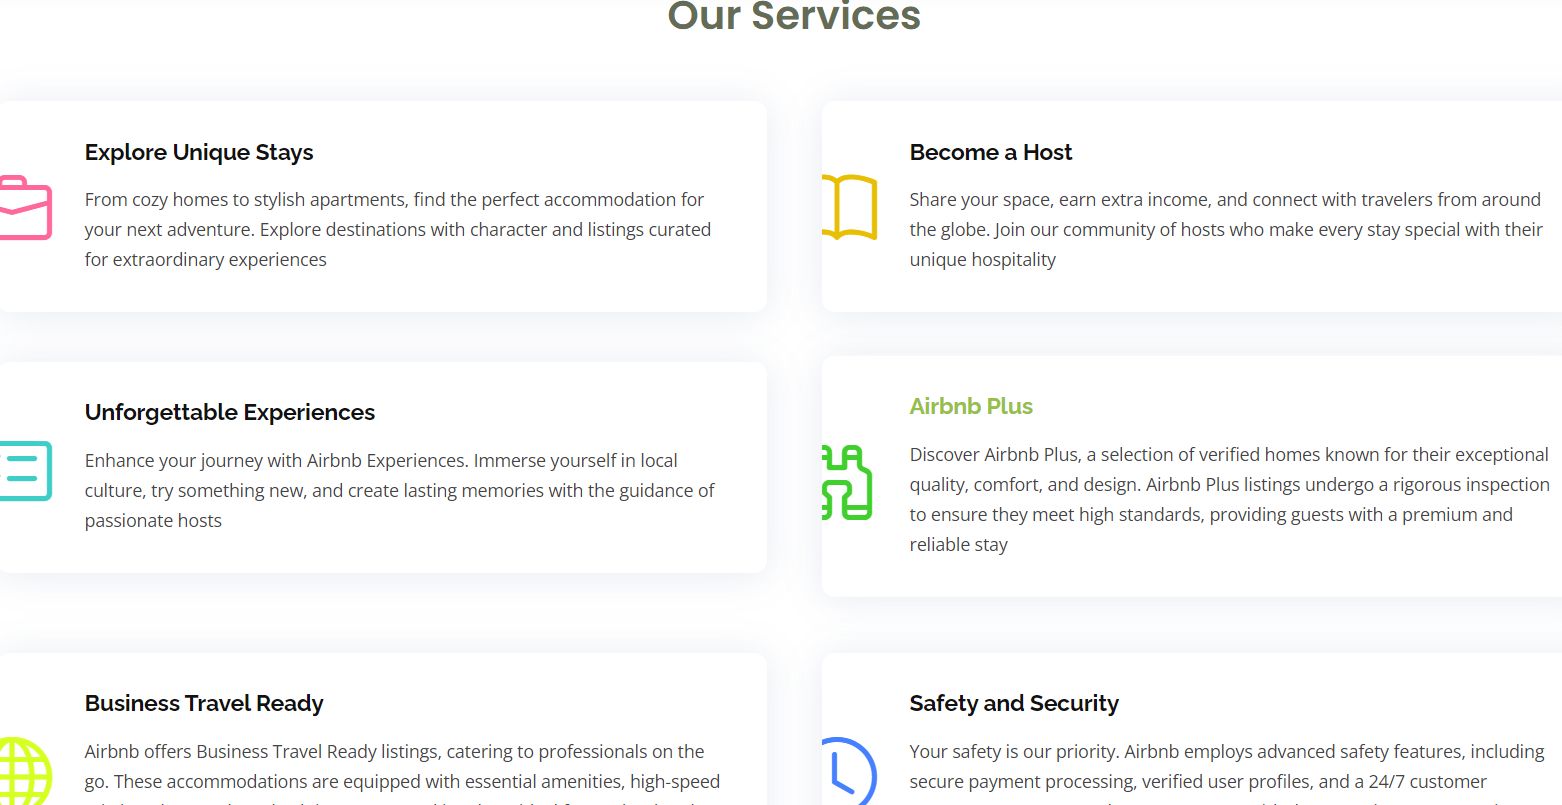 Our Services
Explore Unique Stays
From cozy homes to stylish apartments, find the perfect accommodation for
your next adventure. Explore destinations with character and listings curated
for extraordinary experiences
Become a Host
Share your space, earn extra income, and connect with travelers from around
the globe. Join our community of hosts who make every stay special with their
unique hospitality
Unforgettable Experiences
Enhance your journey with Airbnb Experiences. Immerse yourself in local
culture, try something new, and create lasting memories with the guidance of
passionate hosts
Airbnb Plus
Discover Airbnb Plus, a selection of verified homes known for their exceptional
quality, comfort, and design. Airbnb Plus listings undergo a rigorous inspection
to ensure they meet high standards, providing guests with a premium and
reliable stay
Business Travel Ready
Airbnb offers Business Travel Ready listings, catering to professionals on the
go. These accommodations are equipped with essential amenities, high-speed
Safety and Security
Your safety is our priority. Airbnb employs advanced safety features, including
secure payment processing, verified user profiles, and a 24/7 customer